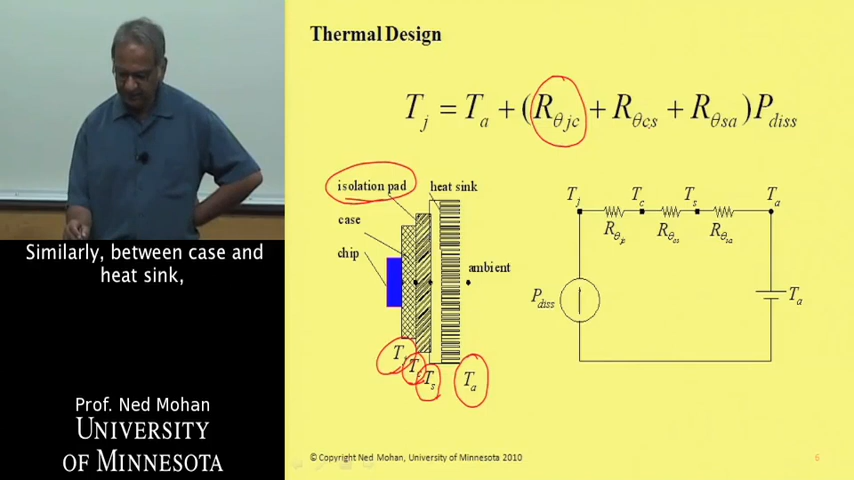 Thermal Design
T_j = T_a + (R_θjc + R_θcs + R_θsa) P_diss
isolation pad
heat sink
case
chip
ambient
T_j
T_s
T_a
T_j
T_c
T_s
T_a
R_θjc
R_θcs
R_θsa
P_diss
T_a
Similarly, between case and
heat sink,
Prof. Ned Mohan
UNIVERSITY
OF MINNESOTA
© Copyright Ned Mohan, University of Minnesota 2010
6